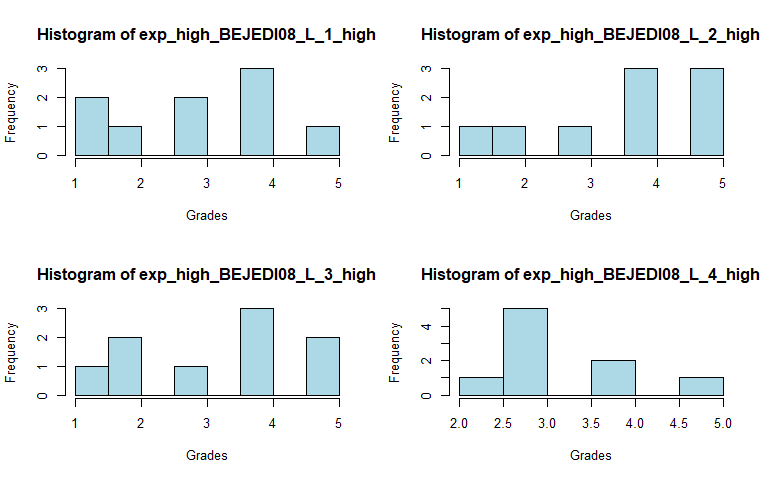 Histogram of exp_high_BEJEDI08_L_1_high
Frequency
3
2
1
0
1 2 3 4 5
Grades
Histogram of exp_high_BEJEDI08_L_2_high
Frequency
3
2
1
0
1 2 3 4 5
Grades
Histogram of exp_high_BEJEDI08_L_3_high
Frequency
3
2
1
0
1 2 3 4 5
Grades
Histogram of exp_high_BEJEDI08_L_4_high
Frequency
4
2
0
2.0 2.5 3.0 3.5 4.0 4.5 5.0
Grades